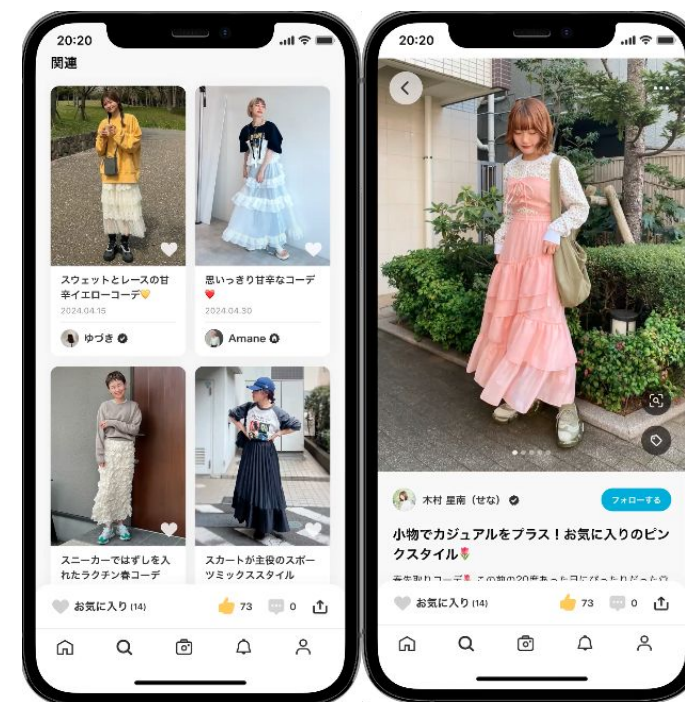 20:20
関連
スウェットとレースの甘
辛イエローコーデ💛
2024.04.15
ゆづき
思いっきり甘辛なコーデ
❤️
2024.04.30
Amane
スニーカーではずしを入
れたラクチン春コーデ
スカートが主役のスポー
ツミックススタイル
お気に入り (14)
73
0
20:20
木村 星南（せな）
フォローする
小物でカジュアルをプラス！お気に入りのピン
クスタイル🌷
お気に入り (14)
73
0